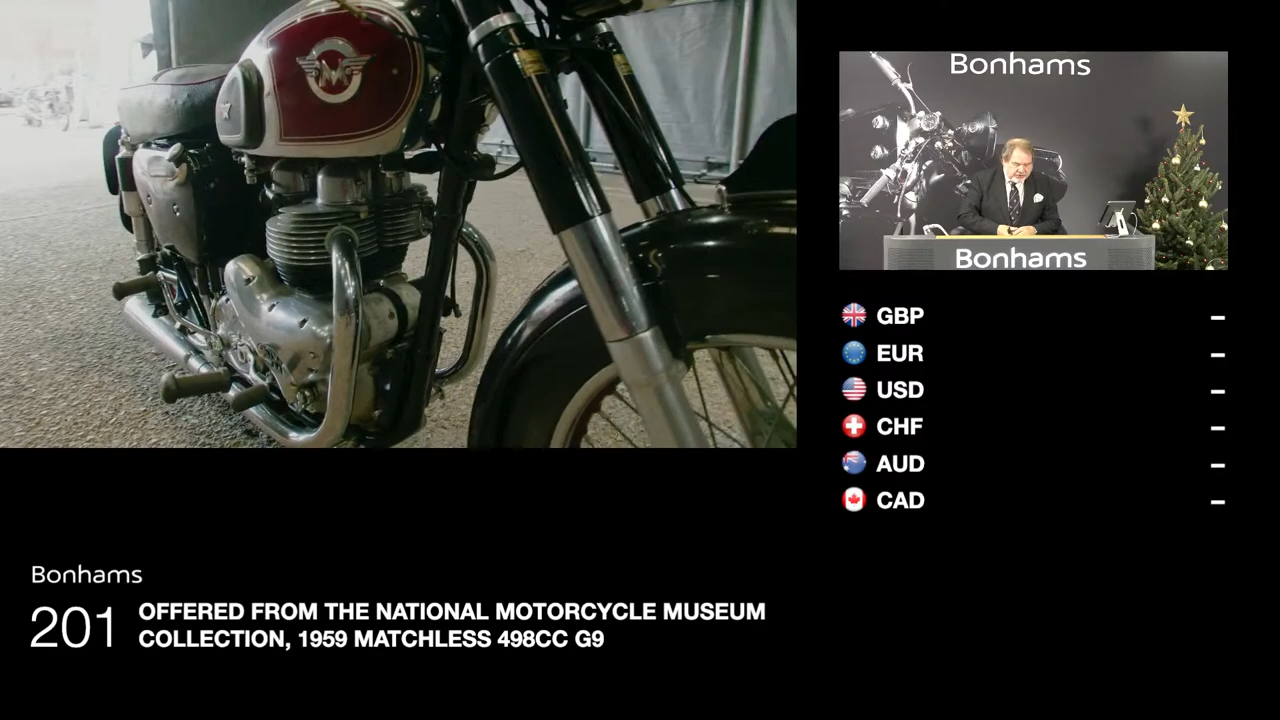 M
Bonhams
Bonhams
GBP –
EUR –
USD –
CHF –
AUD –
CAD –
Bonhams
201
OFFERED FROM THE NATIONAL MOTORCYCLE MUSEUM
COLLECTION, 1959 MATCHLESS 498CC G9